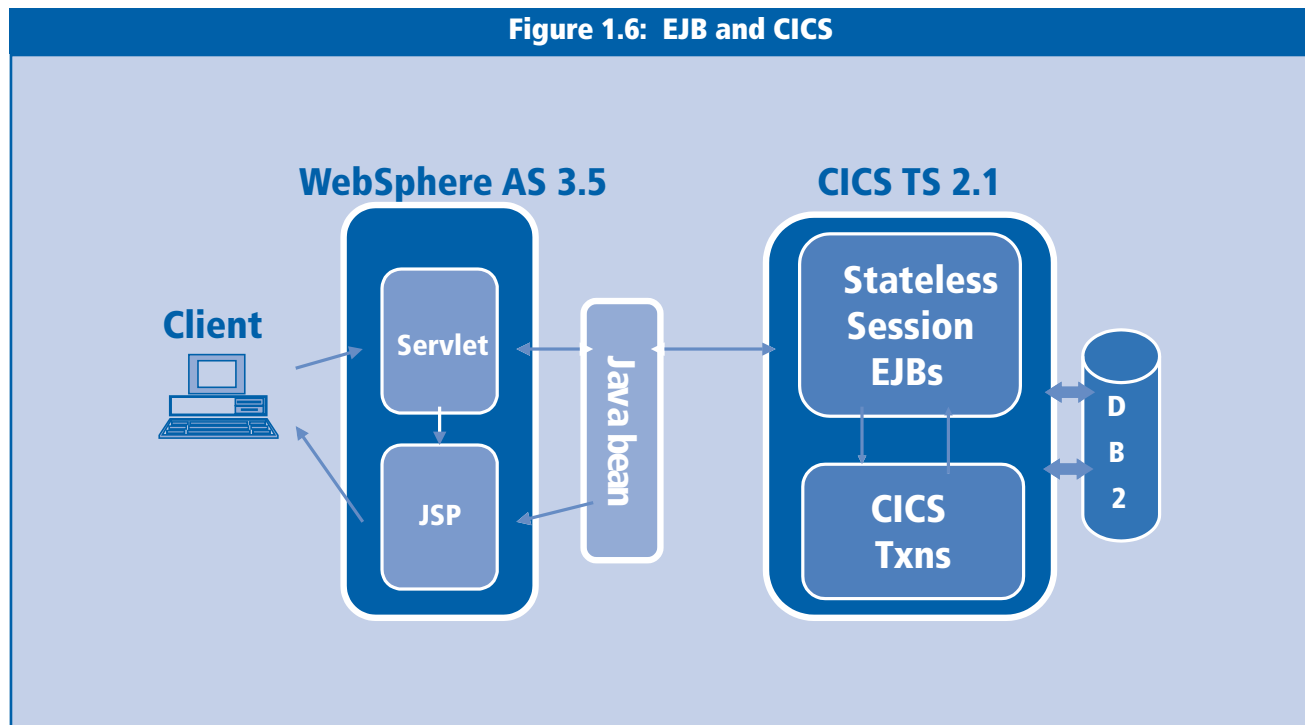 Figure 1.6: EJB and CICS
WebSphere AS 3.5
CICS TS 2.1
Client
Servlet
JSP
Java bean
Stateless
Session
EJBs
CICS
Txns
D
B
2